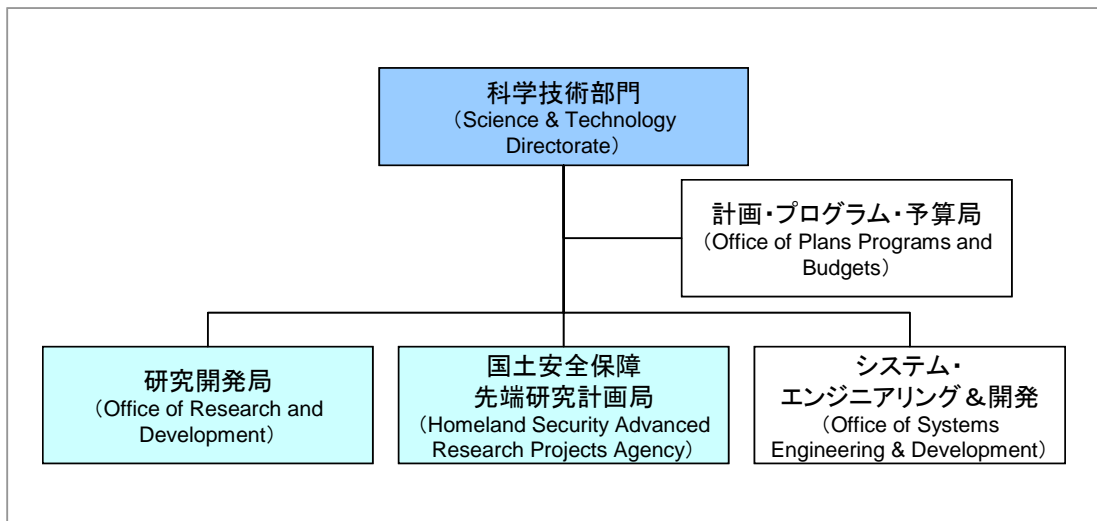 科学技術部門
（Science & Technology
Directorate）
計画・プログラム・予算局
（Office of Plans Programs and
Budgets）
研究開発局
（Office of Research and
Development）
国土安全保障
先端研究計画局
（Homeland Security Advanced
Research Projects Agency）
システム・
エンジニアリング＆開発
（Office of Systems
Engineering & Development）